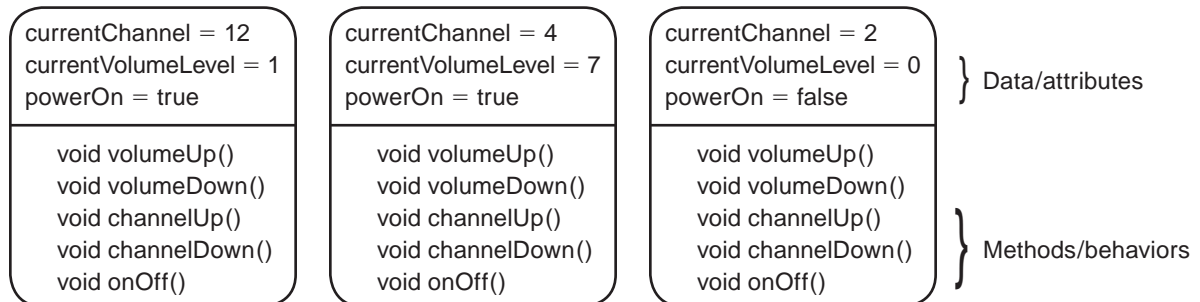 currentChannel = 12
currentVolumeLevel = 1
powerOn = true
void volumeUp()
void volumeDown()
void channelUp()
void channelDown()
void onOff()
currentChannel = 4
currentVolumeLevel = 7
powerOn = true
void volumeUp()
void volumeDown()
void channelUp()
void channelDown()
void onOff()
currentChannel = 2
currentVolumeLevel = 0
powerOn = false
void volumeUp()
void volumeDown()
void channelUp()
void channelDown()
void onOff()
} Data/attributes
} Methods/behaviors